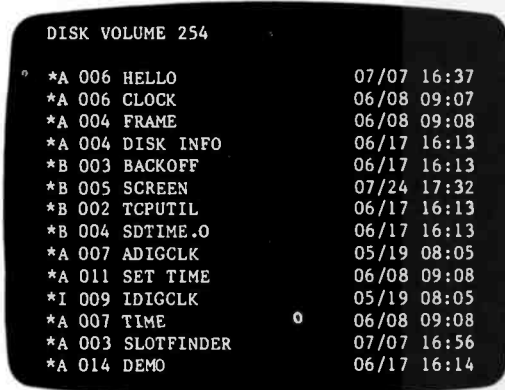 DISK VOLUME 254
*A 006 HELLO 07/07 16:37
*A 006 CLOCK 06/08 09:07
*A 004 FRAME 06/08 09:08
*A 004 DISK INFO 06/17 16:13
*B 003 BACKOFF 06/17 16:13
*B 005 SCREEN 07/24 17:32
*B 002 TCPUTIL 06/17 16:13
*B 004 SDTIME.O 06/17 16:13
*A 007 ADIGCLK 05/19 08:05
*A 011 SET TIME 06/08 09:08
*I 009 IDIGCLK 05/19 08:05
*A 007 TIME 06/08 09:08
*A 003 SLOTFINDER 07/07 16:56
*A 014 DEMO 06/17 16:14